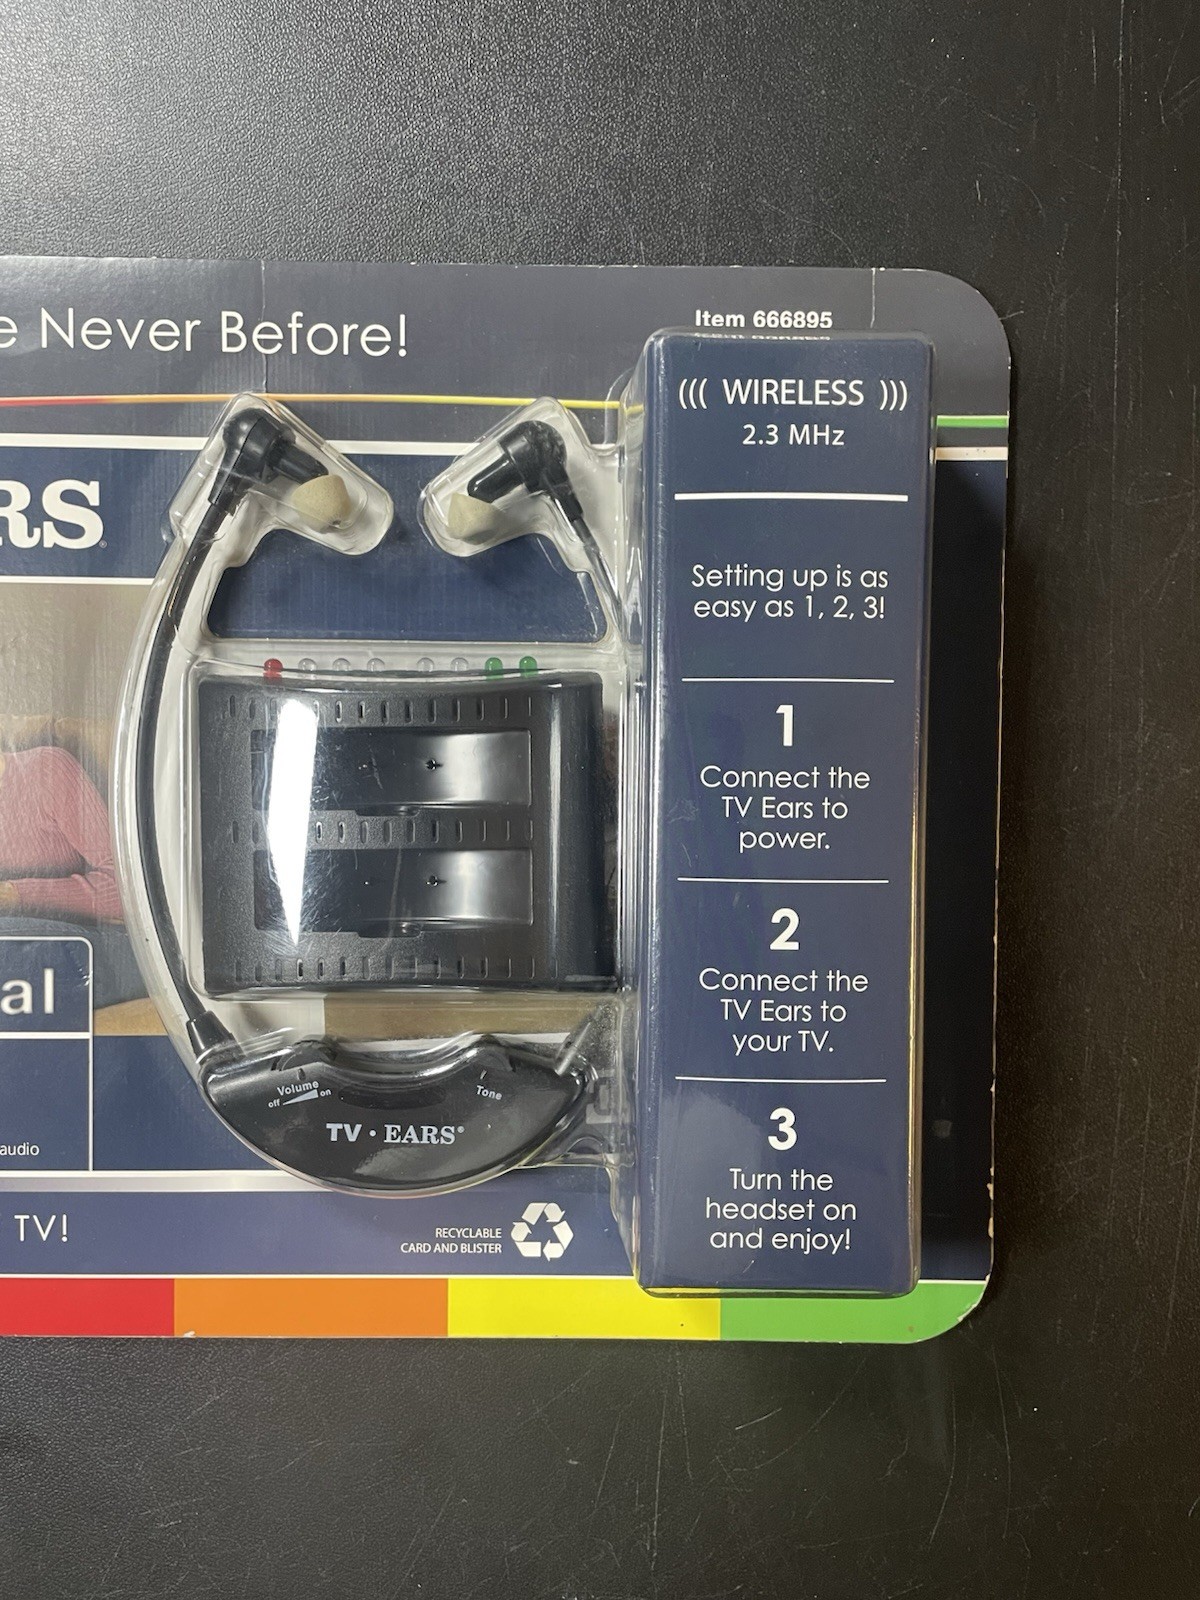 e Never Before!
Item 666895
((( WIRELESS )))
2.3 MHz
RS
Setting up is as
easy as 1, 2, 3!
1
Connect the
TV Ears to
power.
2
Connect the
TV Ears to
your TV.
3
Turn the
headset on
and enjoy!
al
audio
Volume
off on
Tone
TV • EARS®
TV!
RECYCLABLE
CARD AND BLISTER